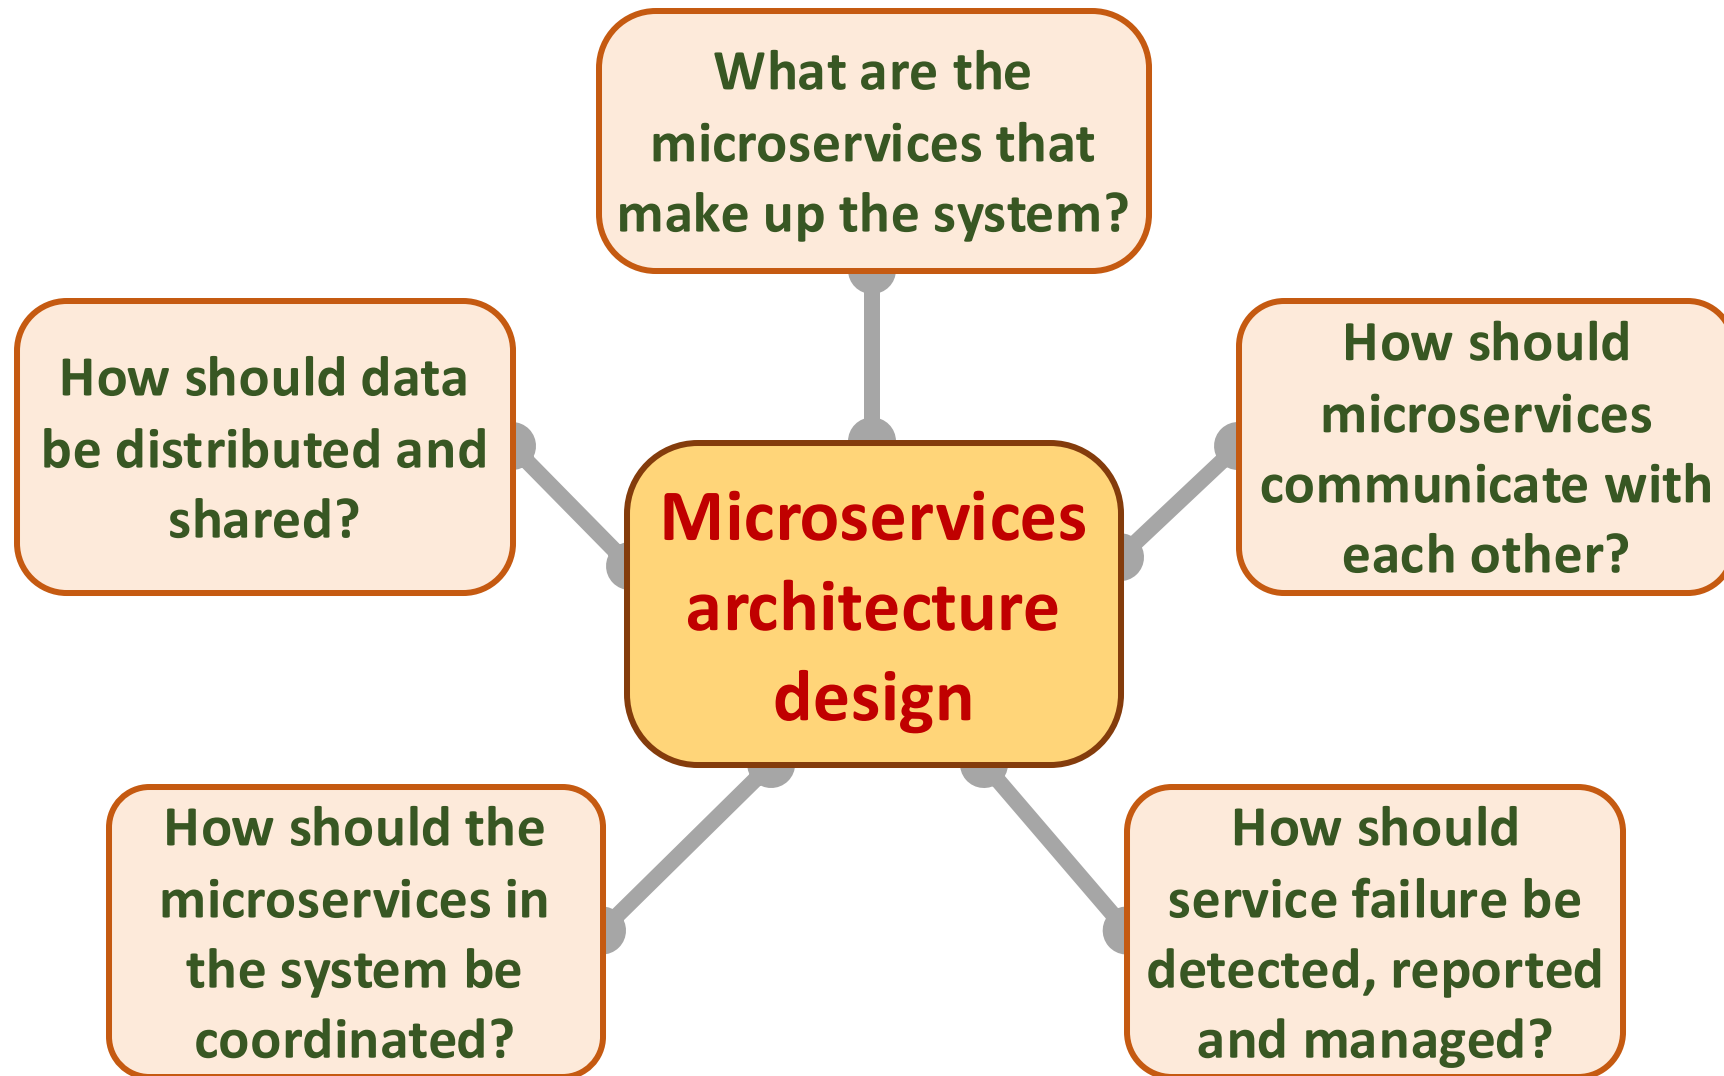 What are the
microservices that
make up the system?
How should data
be distributed and
shared?
How should
microservices
communicate with
each other?
Microservices
architecture
design
How should the
microservices in
the system be
coordinated?
How should
service failure be
detected, reported
and managed?